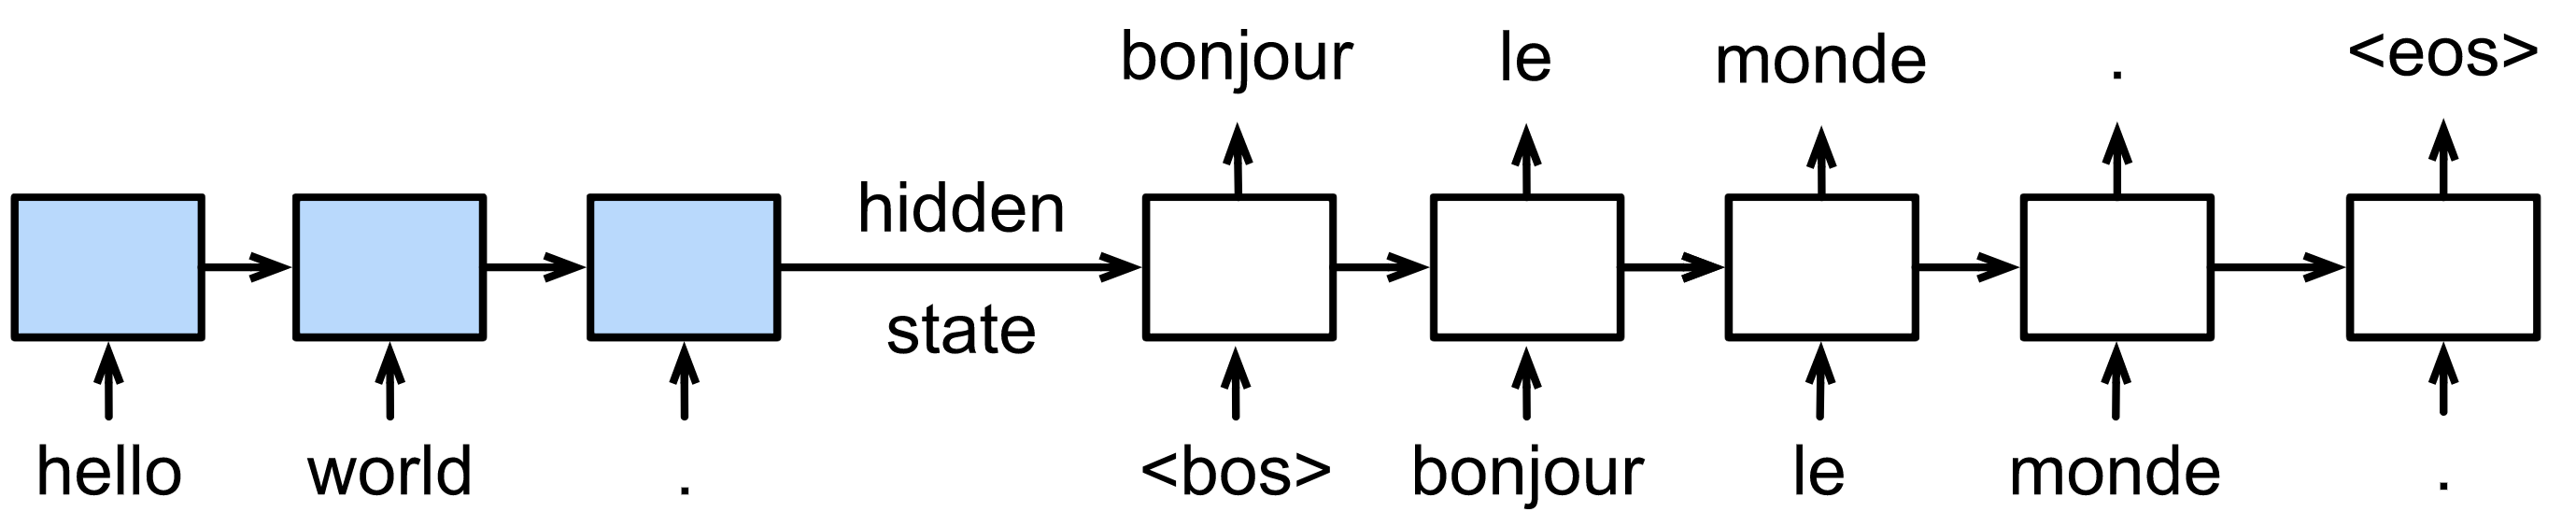 bonjour le monde . <eos>
hidden
state
hello world . <bos> bonjour le monde .